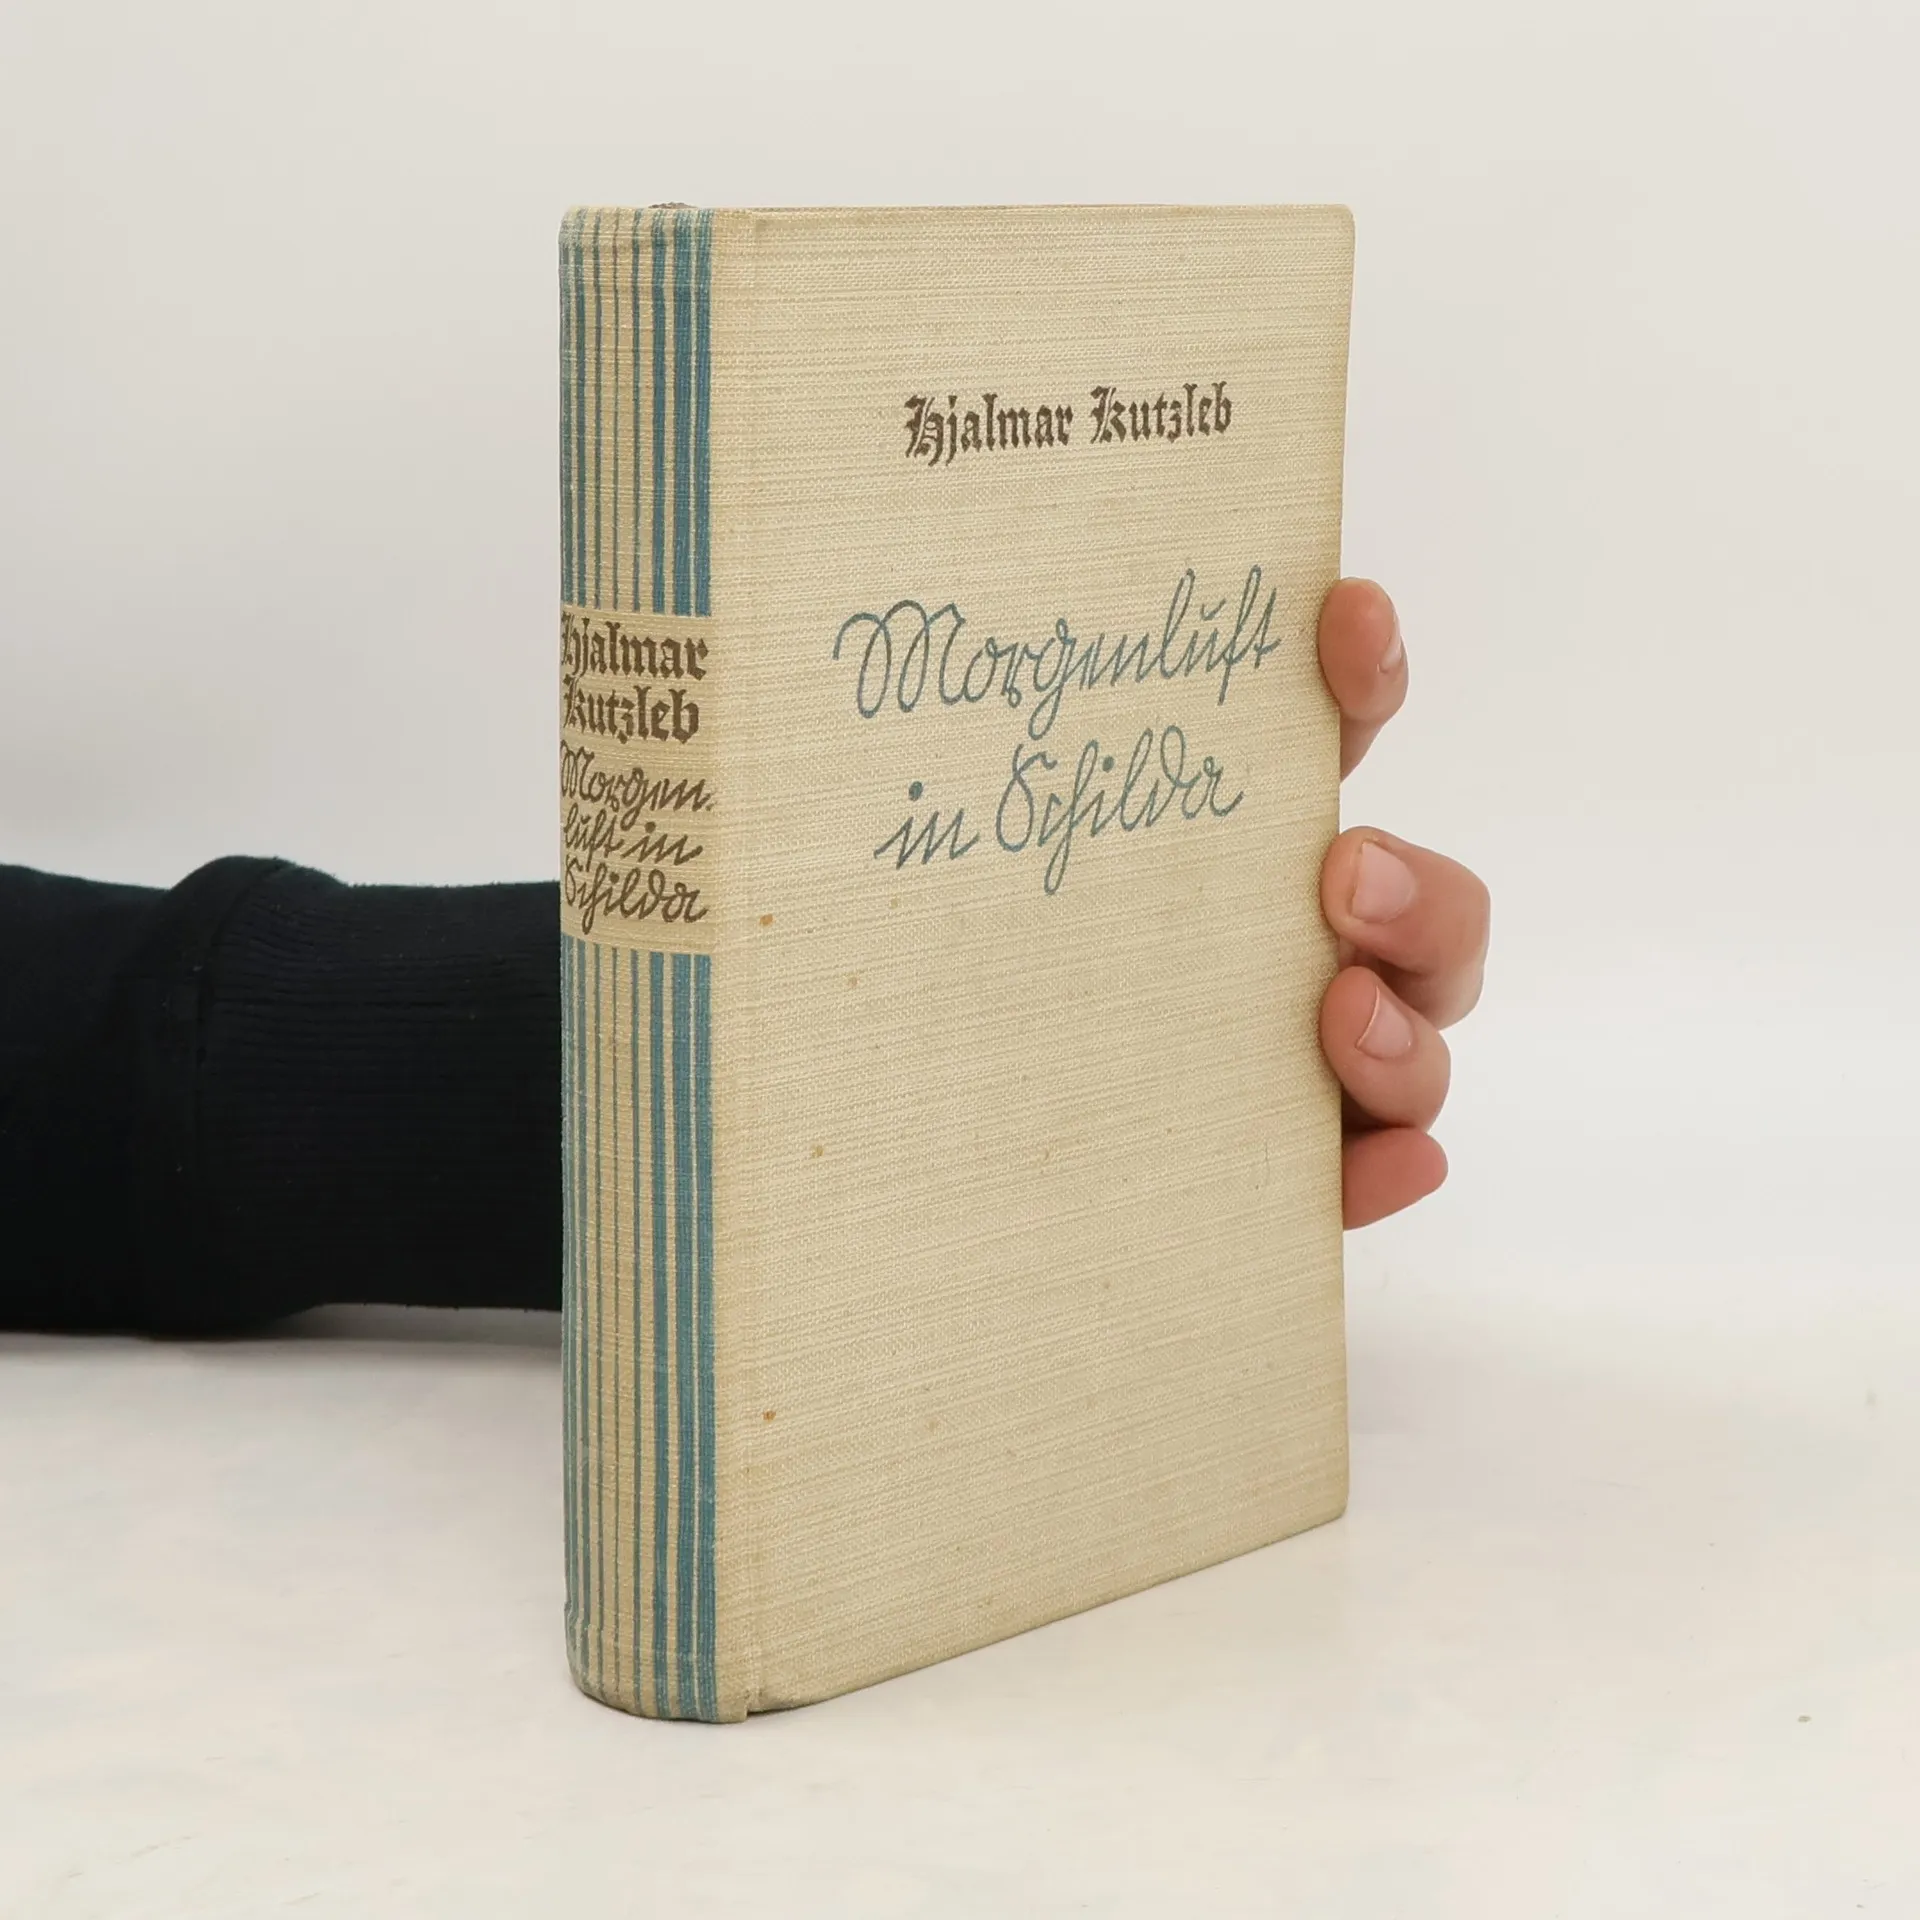 Hjalmar Kutzleb
Morgenluft
in Schilda
Hjalmar
Kutzleb
Morgen-
luft in
Schilda